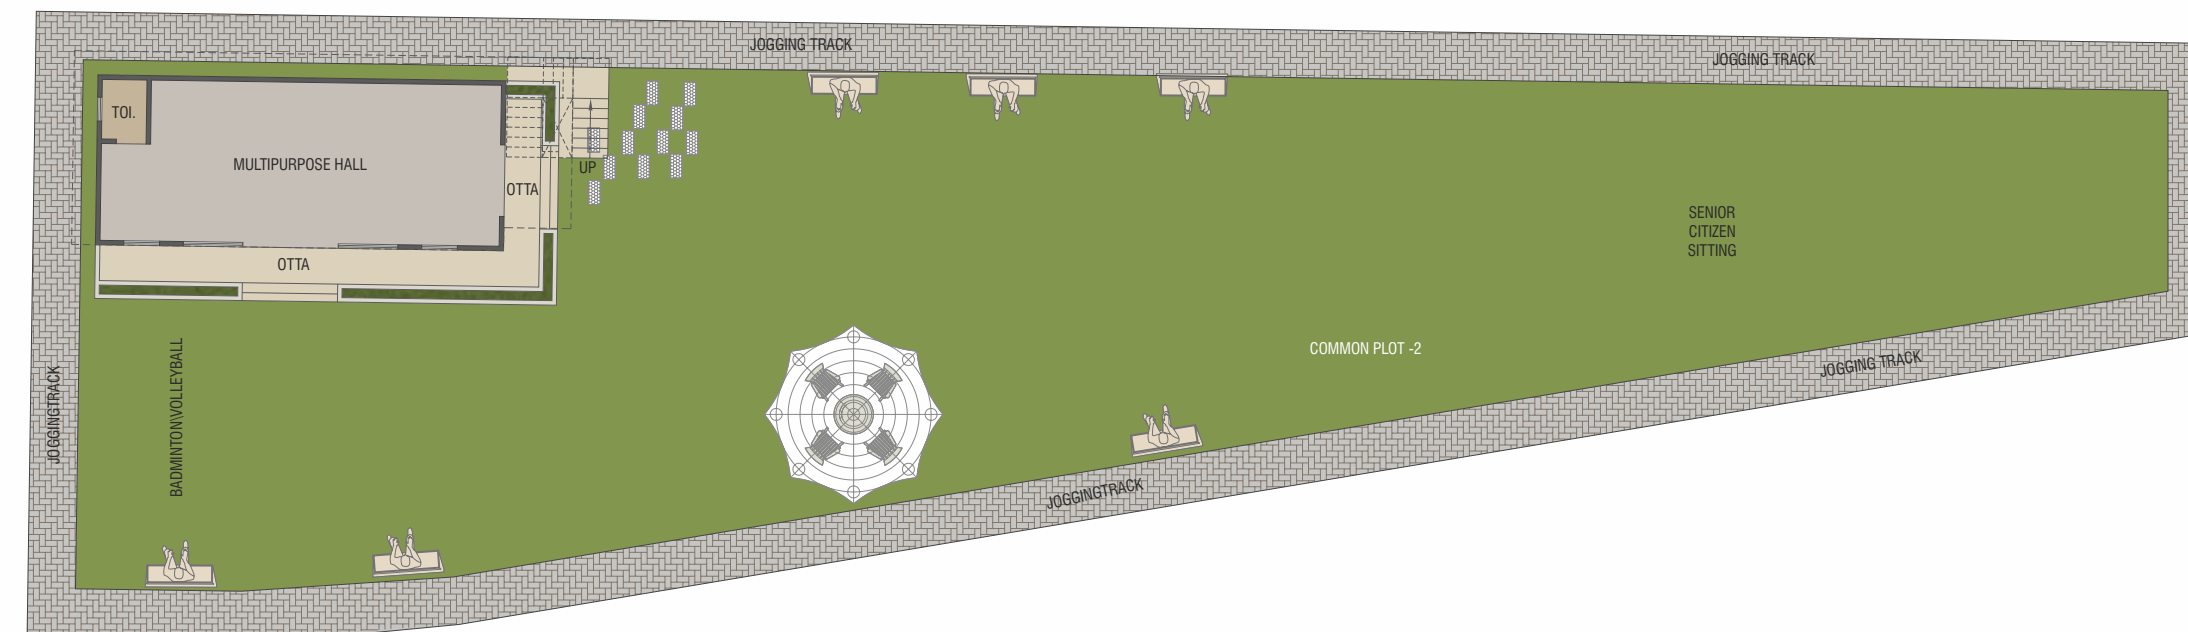 JOGGING TRACK
JOGGING TRACK
TOI.
MULTIPURPOSE HALL
UP
OTTA
OTTA
SENIOR
CITIZEN
SITTING
COMMON PLOT -2
JOGGING TRACK
JOGGINGTRACK
BADMINTON\VOLLEYBALL
JOGGINGTRACK